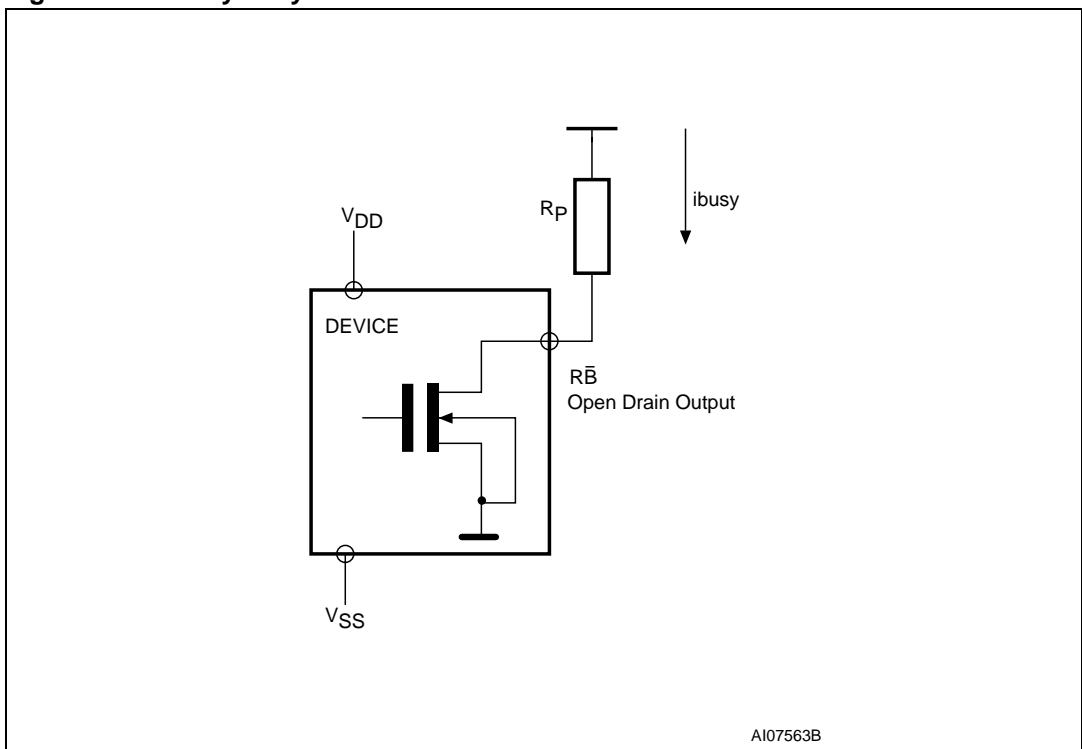 RP
ibusy
VDD
DEVICE
RB̄
Open Drain Output
VSS
AI07563B